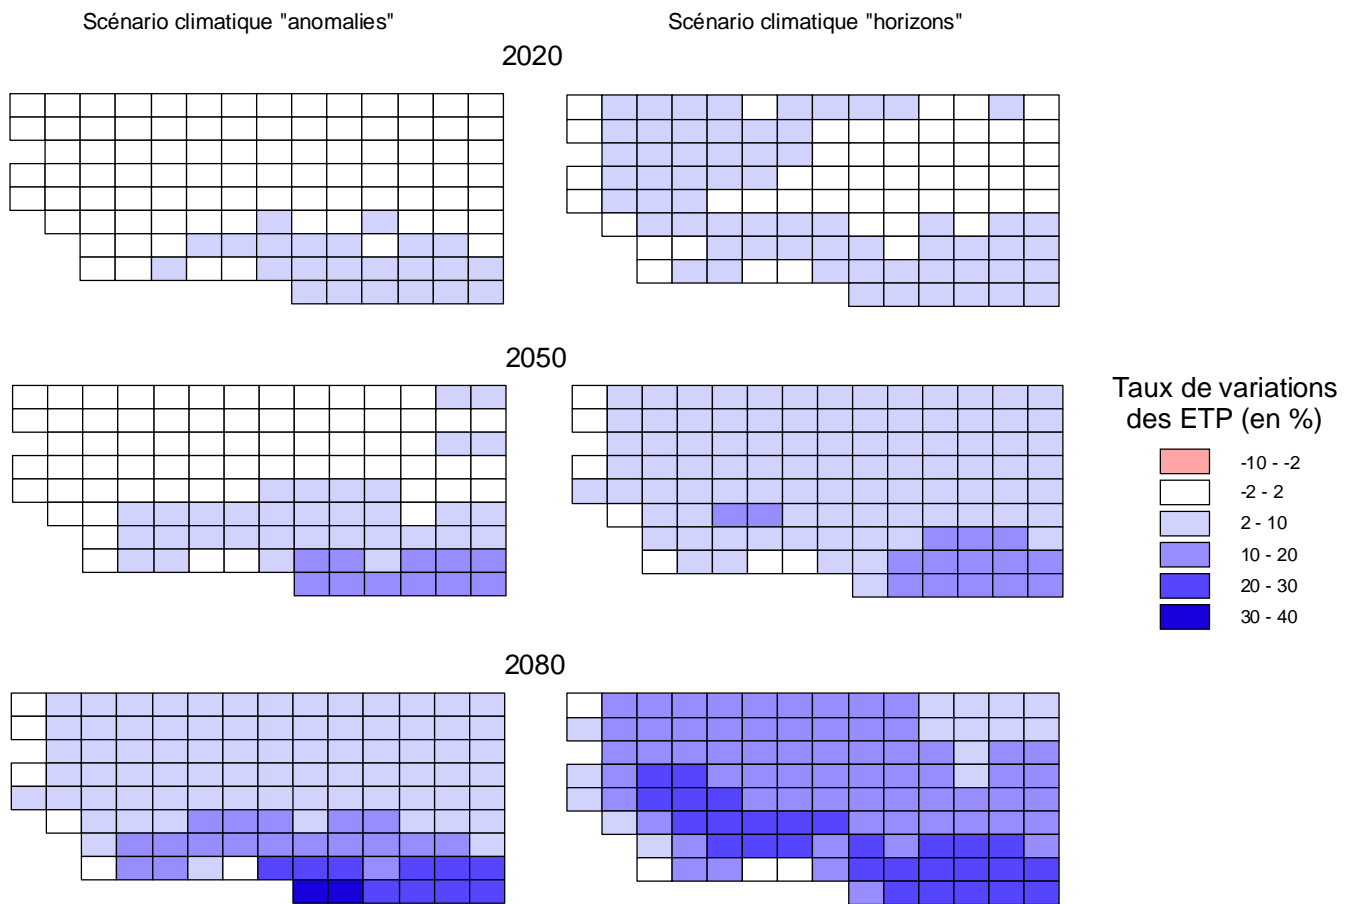 Scénario climatique "anomalies"
Scénario climatique "horizons"
2020
2050
Taux de variations
des ETP (en %)
-10 - -2
-2 - 2
2 - 10
10 - 20
20 - 30
30 - 40
2080